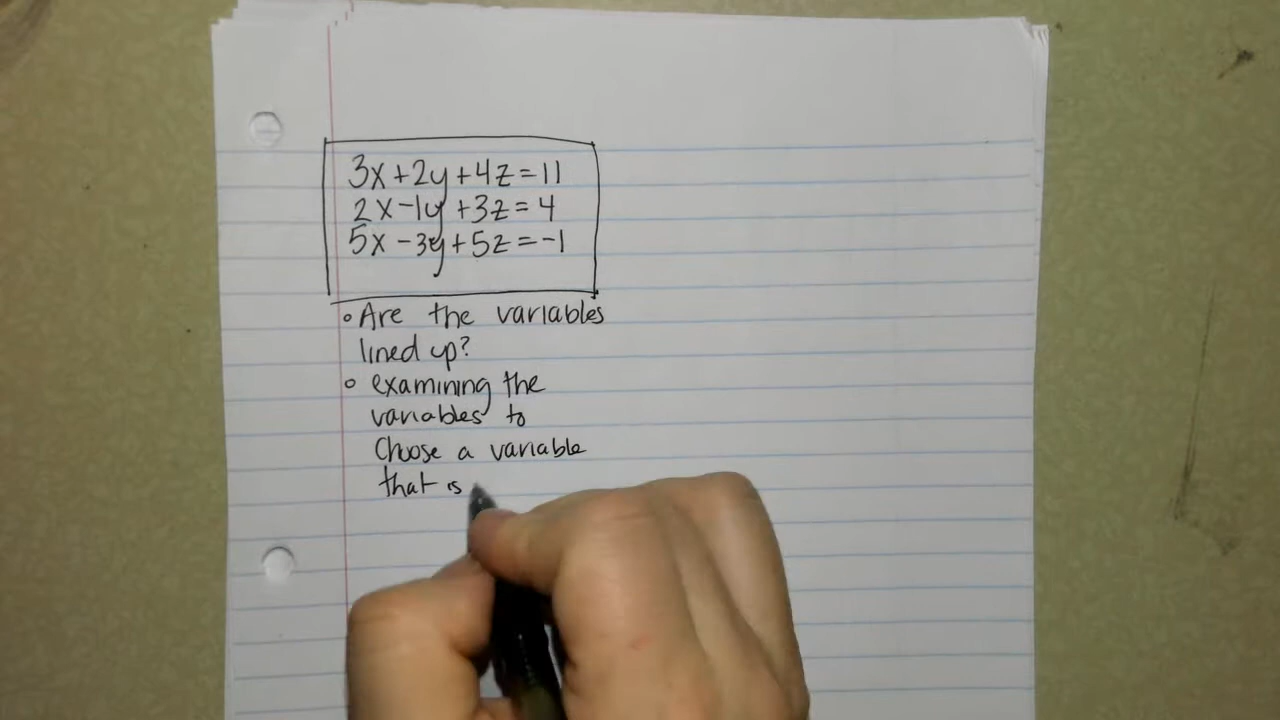 3x+2y+4z=11
2x-1y+3z=4
5x-3y+5z=-1
• Are the variables
lined up?
• examining the
variables to
Choose a variable
that is